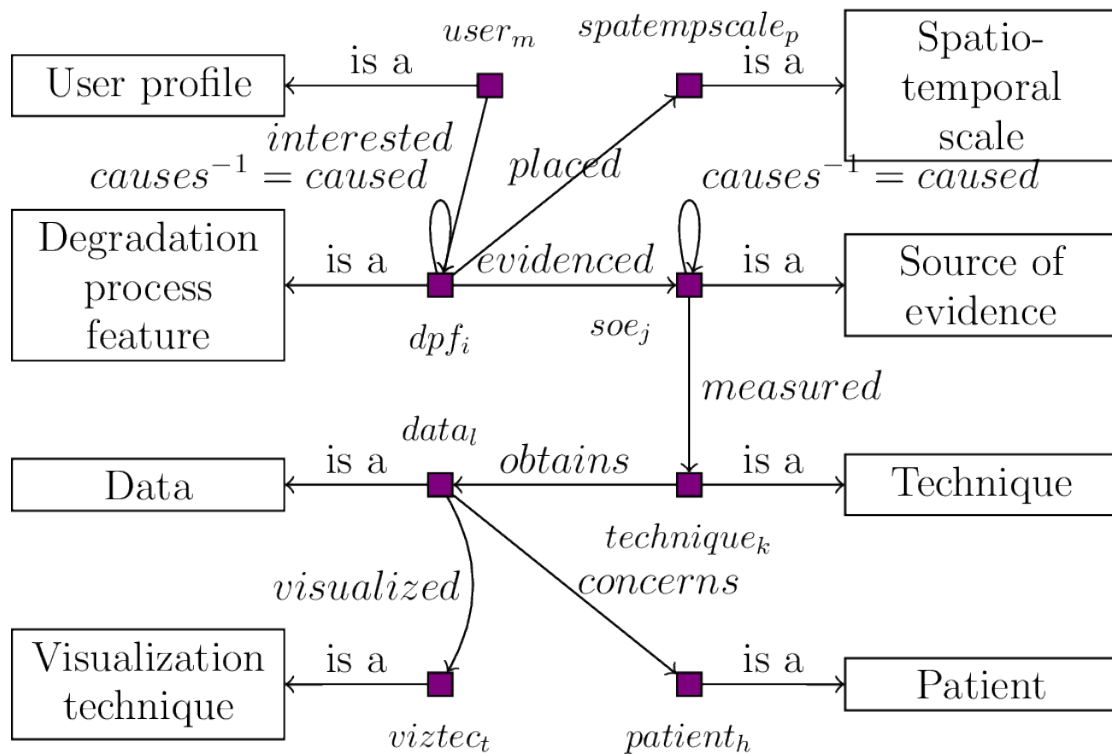 user_m
spatempscale_p
User profile
is a
is a
Spatio-
temporal
scale
interested
placed
causes^{-1} = caused
causes^{-1} = caused
Degradation
process
feature
is a
evidenced
is a
Source of
evidence
dpf_i
soe_j
measured
data_l
Data
is a
obtains
is a
Technique
technique_k
visualized
concerns
Visualization
technique
is a
is a
Patient
viztec_t
patient_h